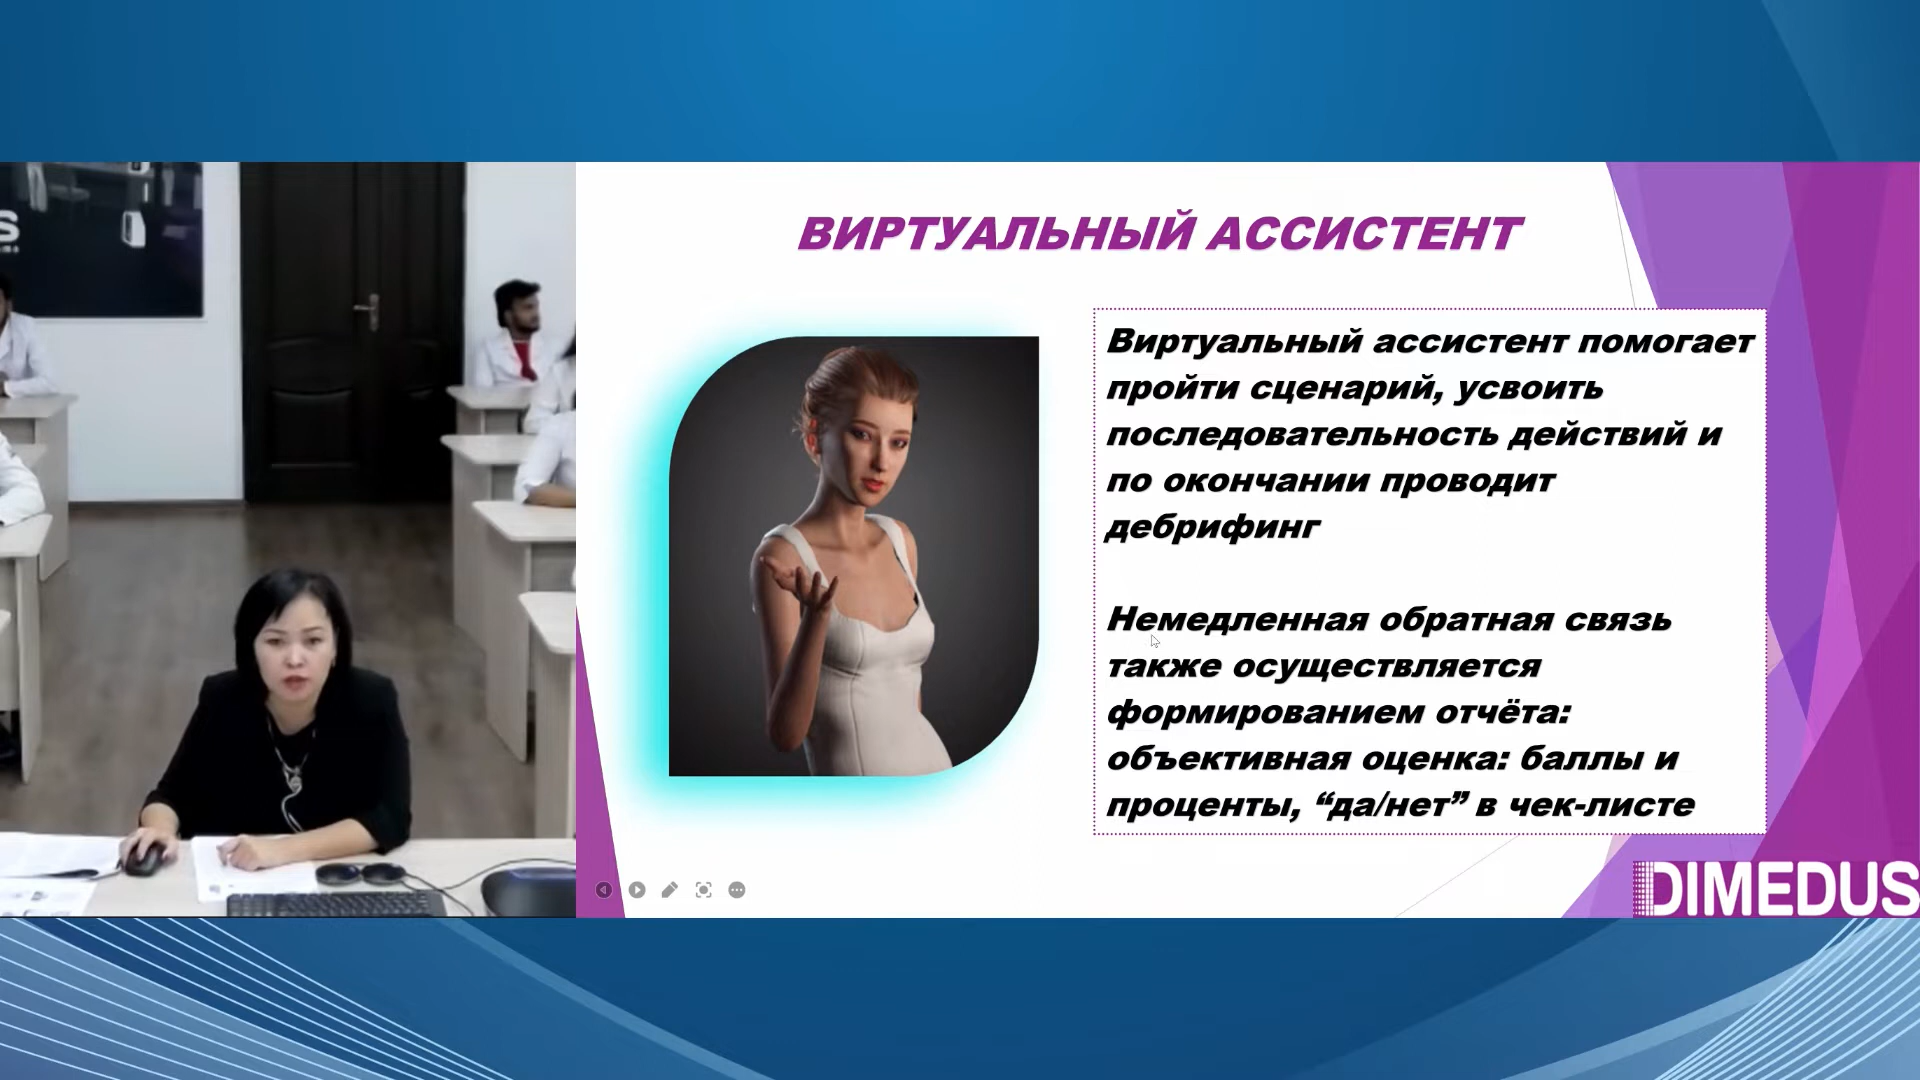 ВИРТУАЛЬНЫЙ АССИСТЕНТ
Виртуальный ассистент помогает
пройти сценарий, усвоить
последовательность действий и
по окончании проводит
дебрифинг
Немедленная обратная связь
также осуществляется
формированием отчёта:
объективная оценка: баллы и
проценты, “да/нет” в чек-листе
DIMEDUS